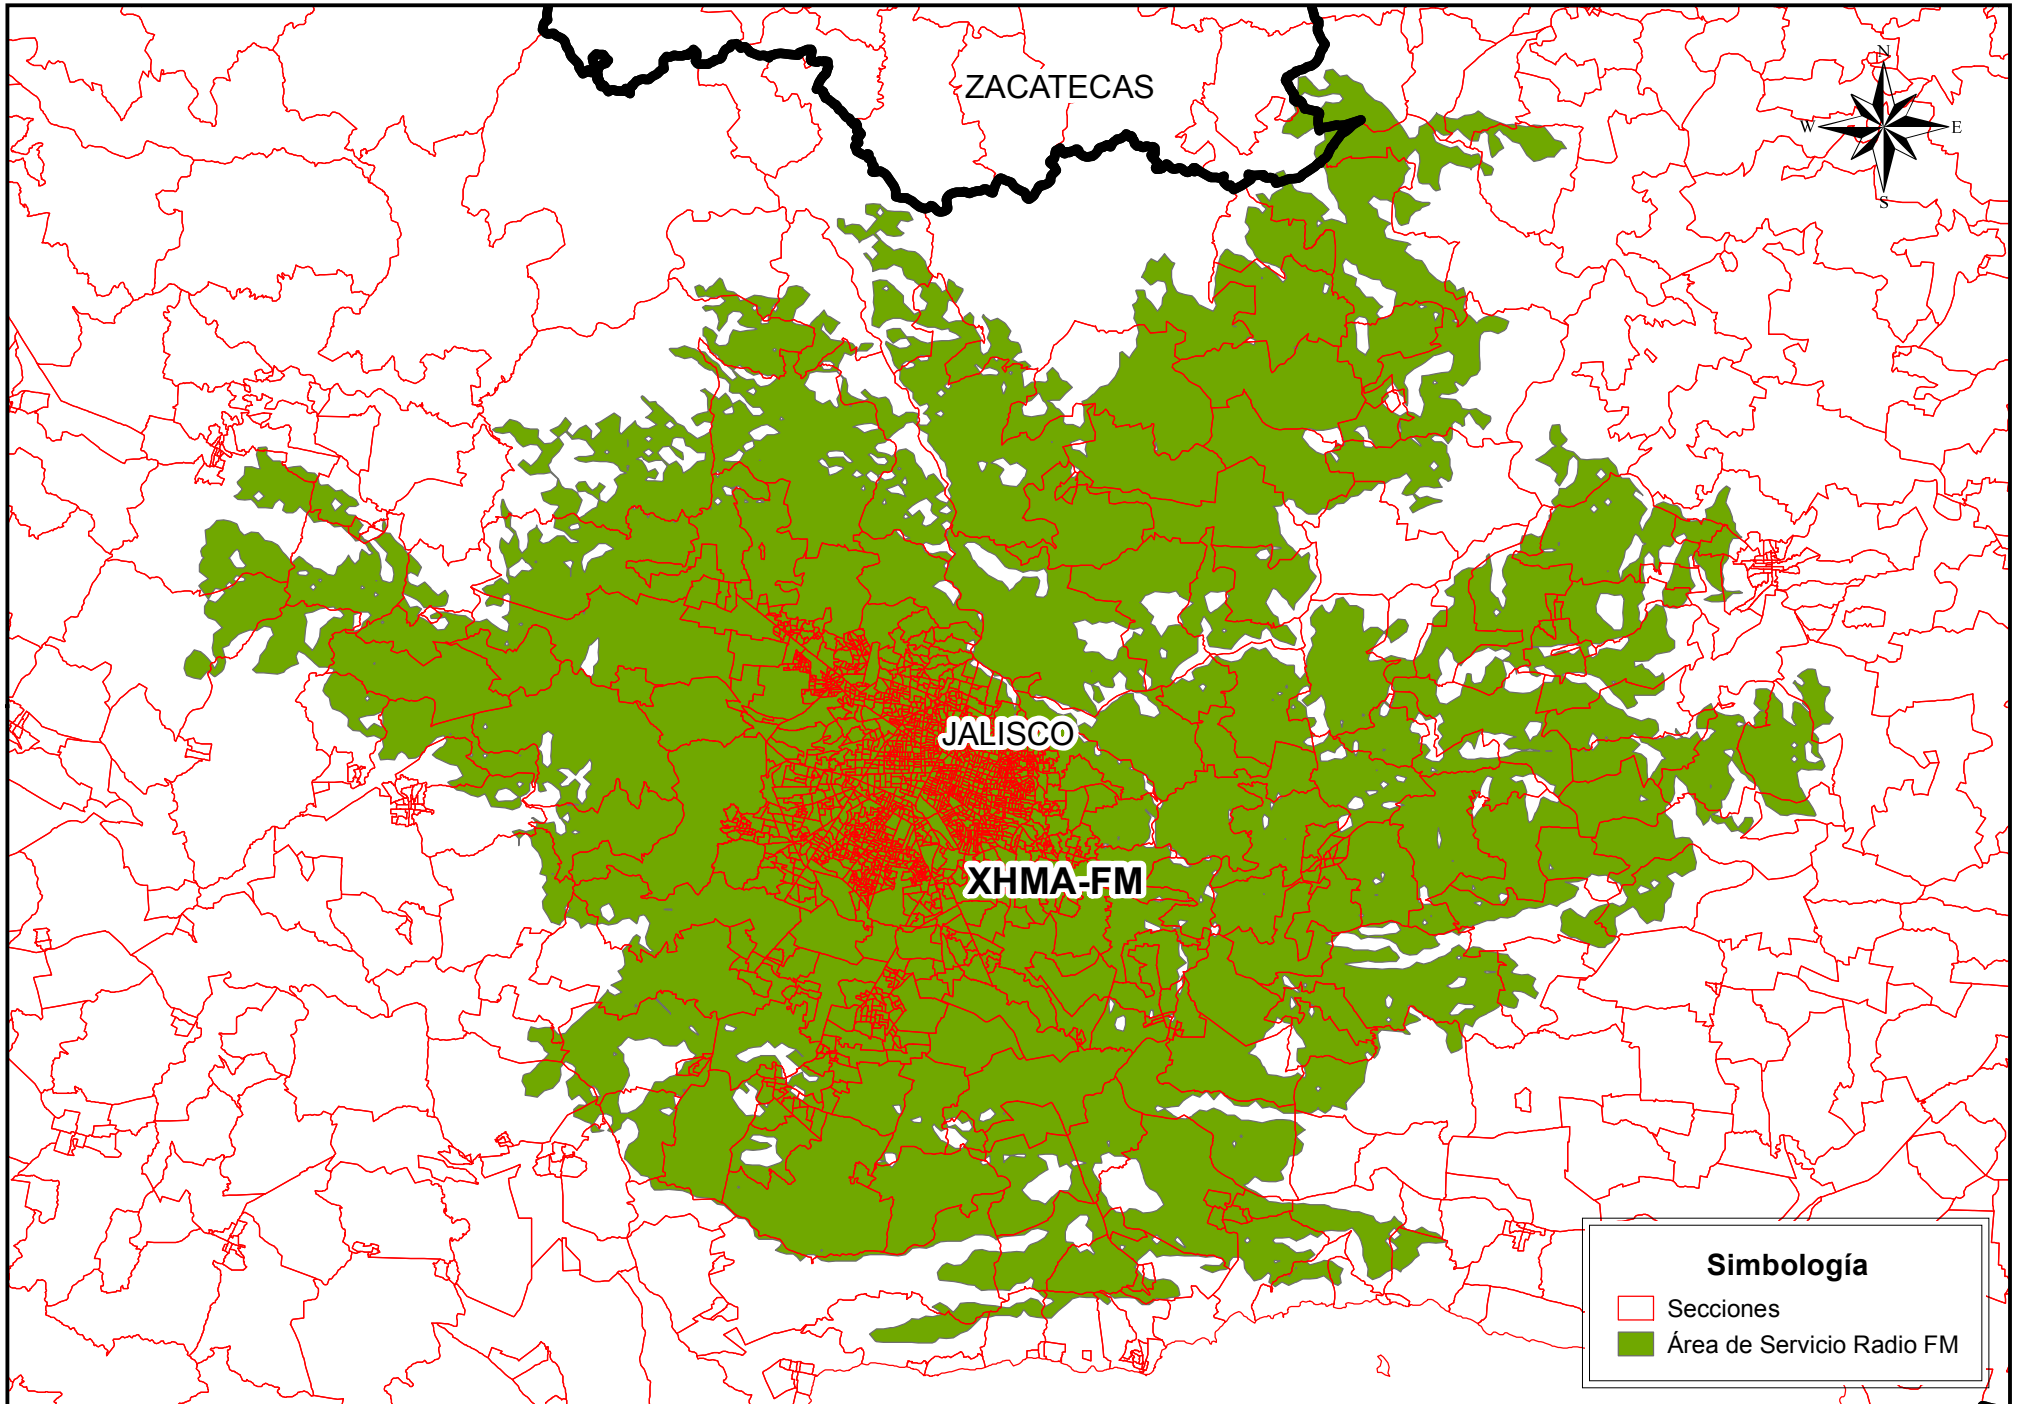 ZACATECAS
N
W
E
S
JALISCO
XHMA-FM
Simbología
Secciones
Área de Servicio Radio FM